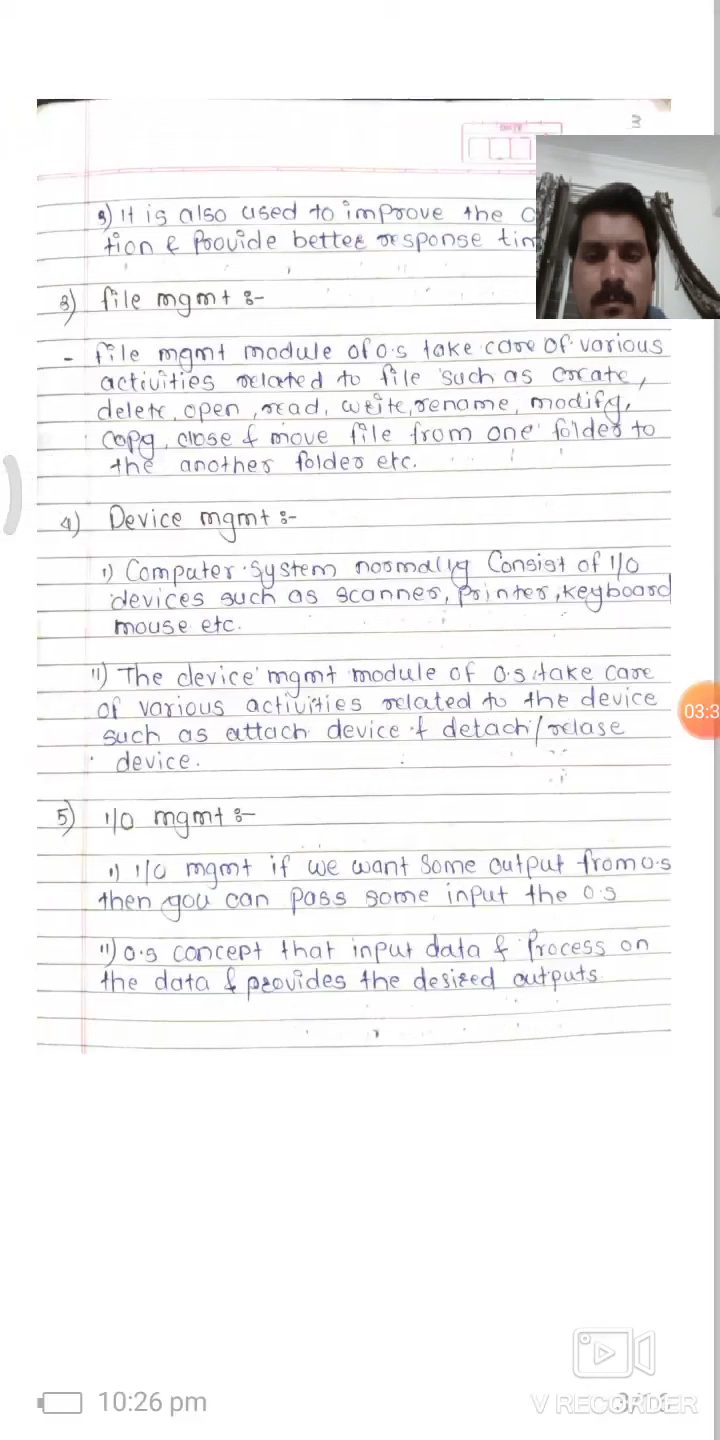 3
3) It is also used to improve the
tion & Provide better response tim
3) file mgmt :-
- file mgmt module of o.s take care of various
activities related to file such as create,
delete, open, read, write, rename, modify,
copy, close & move file from one folder to
the another folder etc.
4) Device mgmt :-
i) Computer system normally Consist of I/O
devices such as scanner, printer, keyboard
mouse etc.
ii) The device mgmt module of o.s take care
of various activities related to the device
such as attach device & detach/relase
device.
03:3
5) I/O mgmt :-
i) I/O mgmt if we want some output from o.s
then you can pass some input the o.s
ii) o.s concept that input data & Process on
the data & provides the desired outputs
10:26 pm
V RECORDER